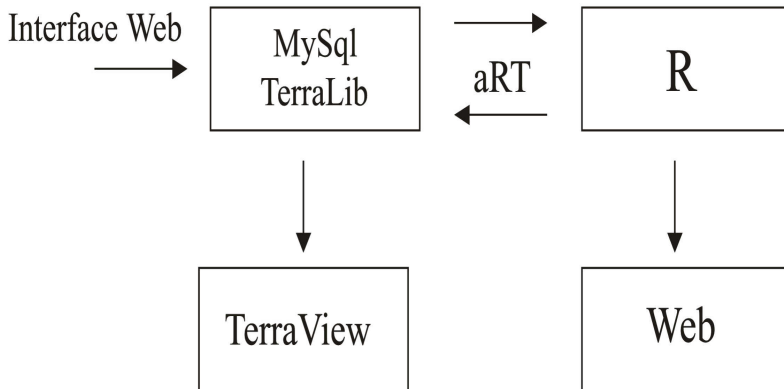 Interface Web
MySql
TerraLib
aRT
R
TerraView
Web